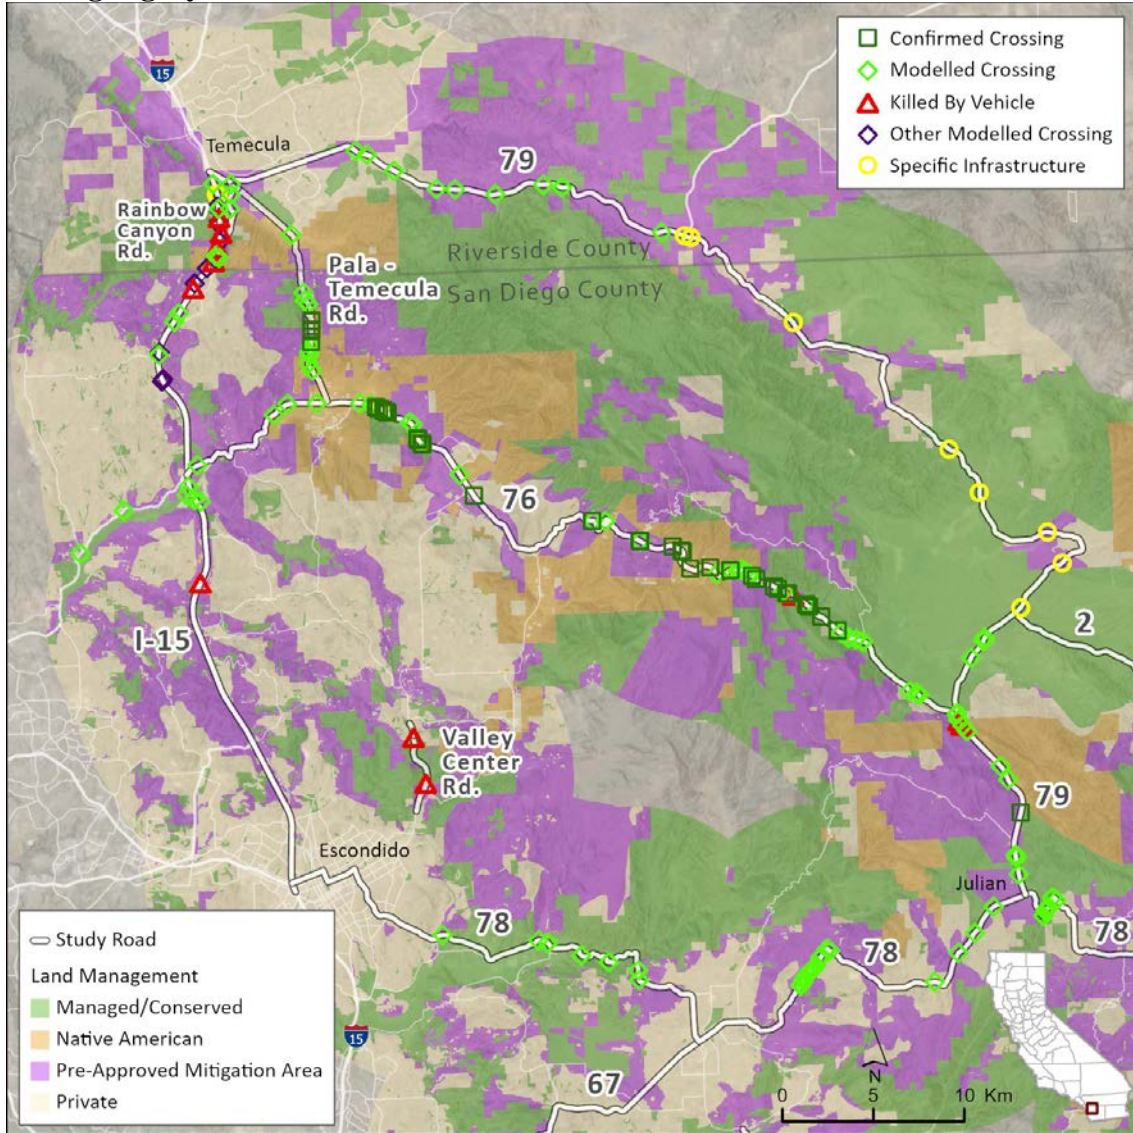 Confirmed Crossing
Modelled Crossing
Killed By Vehicle
Other Modelled Crossing
Specific Infrastructure
15
Temecula
79
Rainbow
Canyon
Rd.
Riverside County
San Diego County
Pala -
Temecula
Rd.
76
2
I-15
Valley
Center
Rd.
79
Escondido
Julian
78
78
78
Study Road
Land Management
Managed/Conserved
Native American
Pre-Approved Mitigation Area
Private
15
67
N
0 5 10 Km